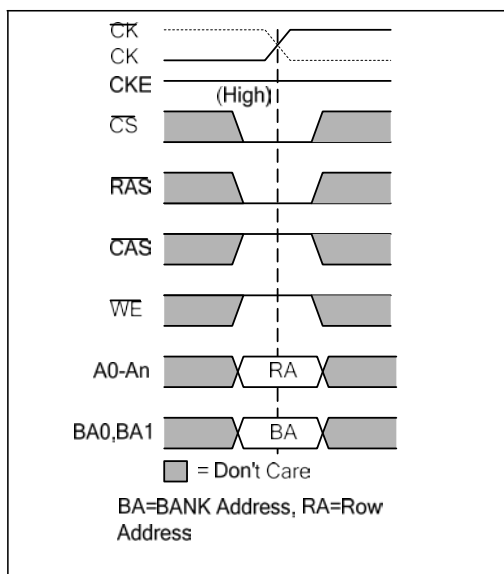 CK
CK
CKE
(High)
CS
RAS
CAS
WE
A0-An
RA
BA0,BA1
BA
= Don't Care
BA=BANK Address, RA=Row
Address